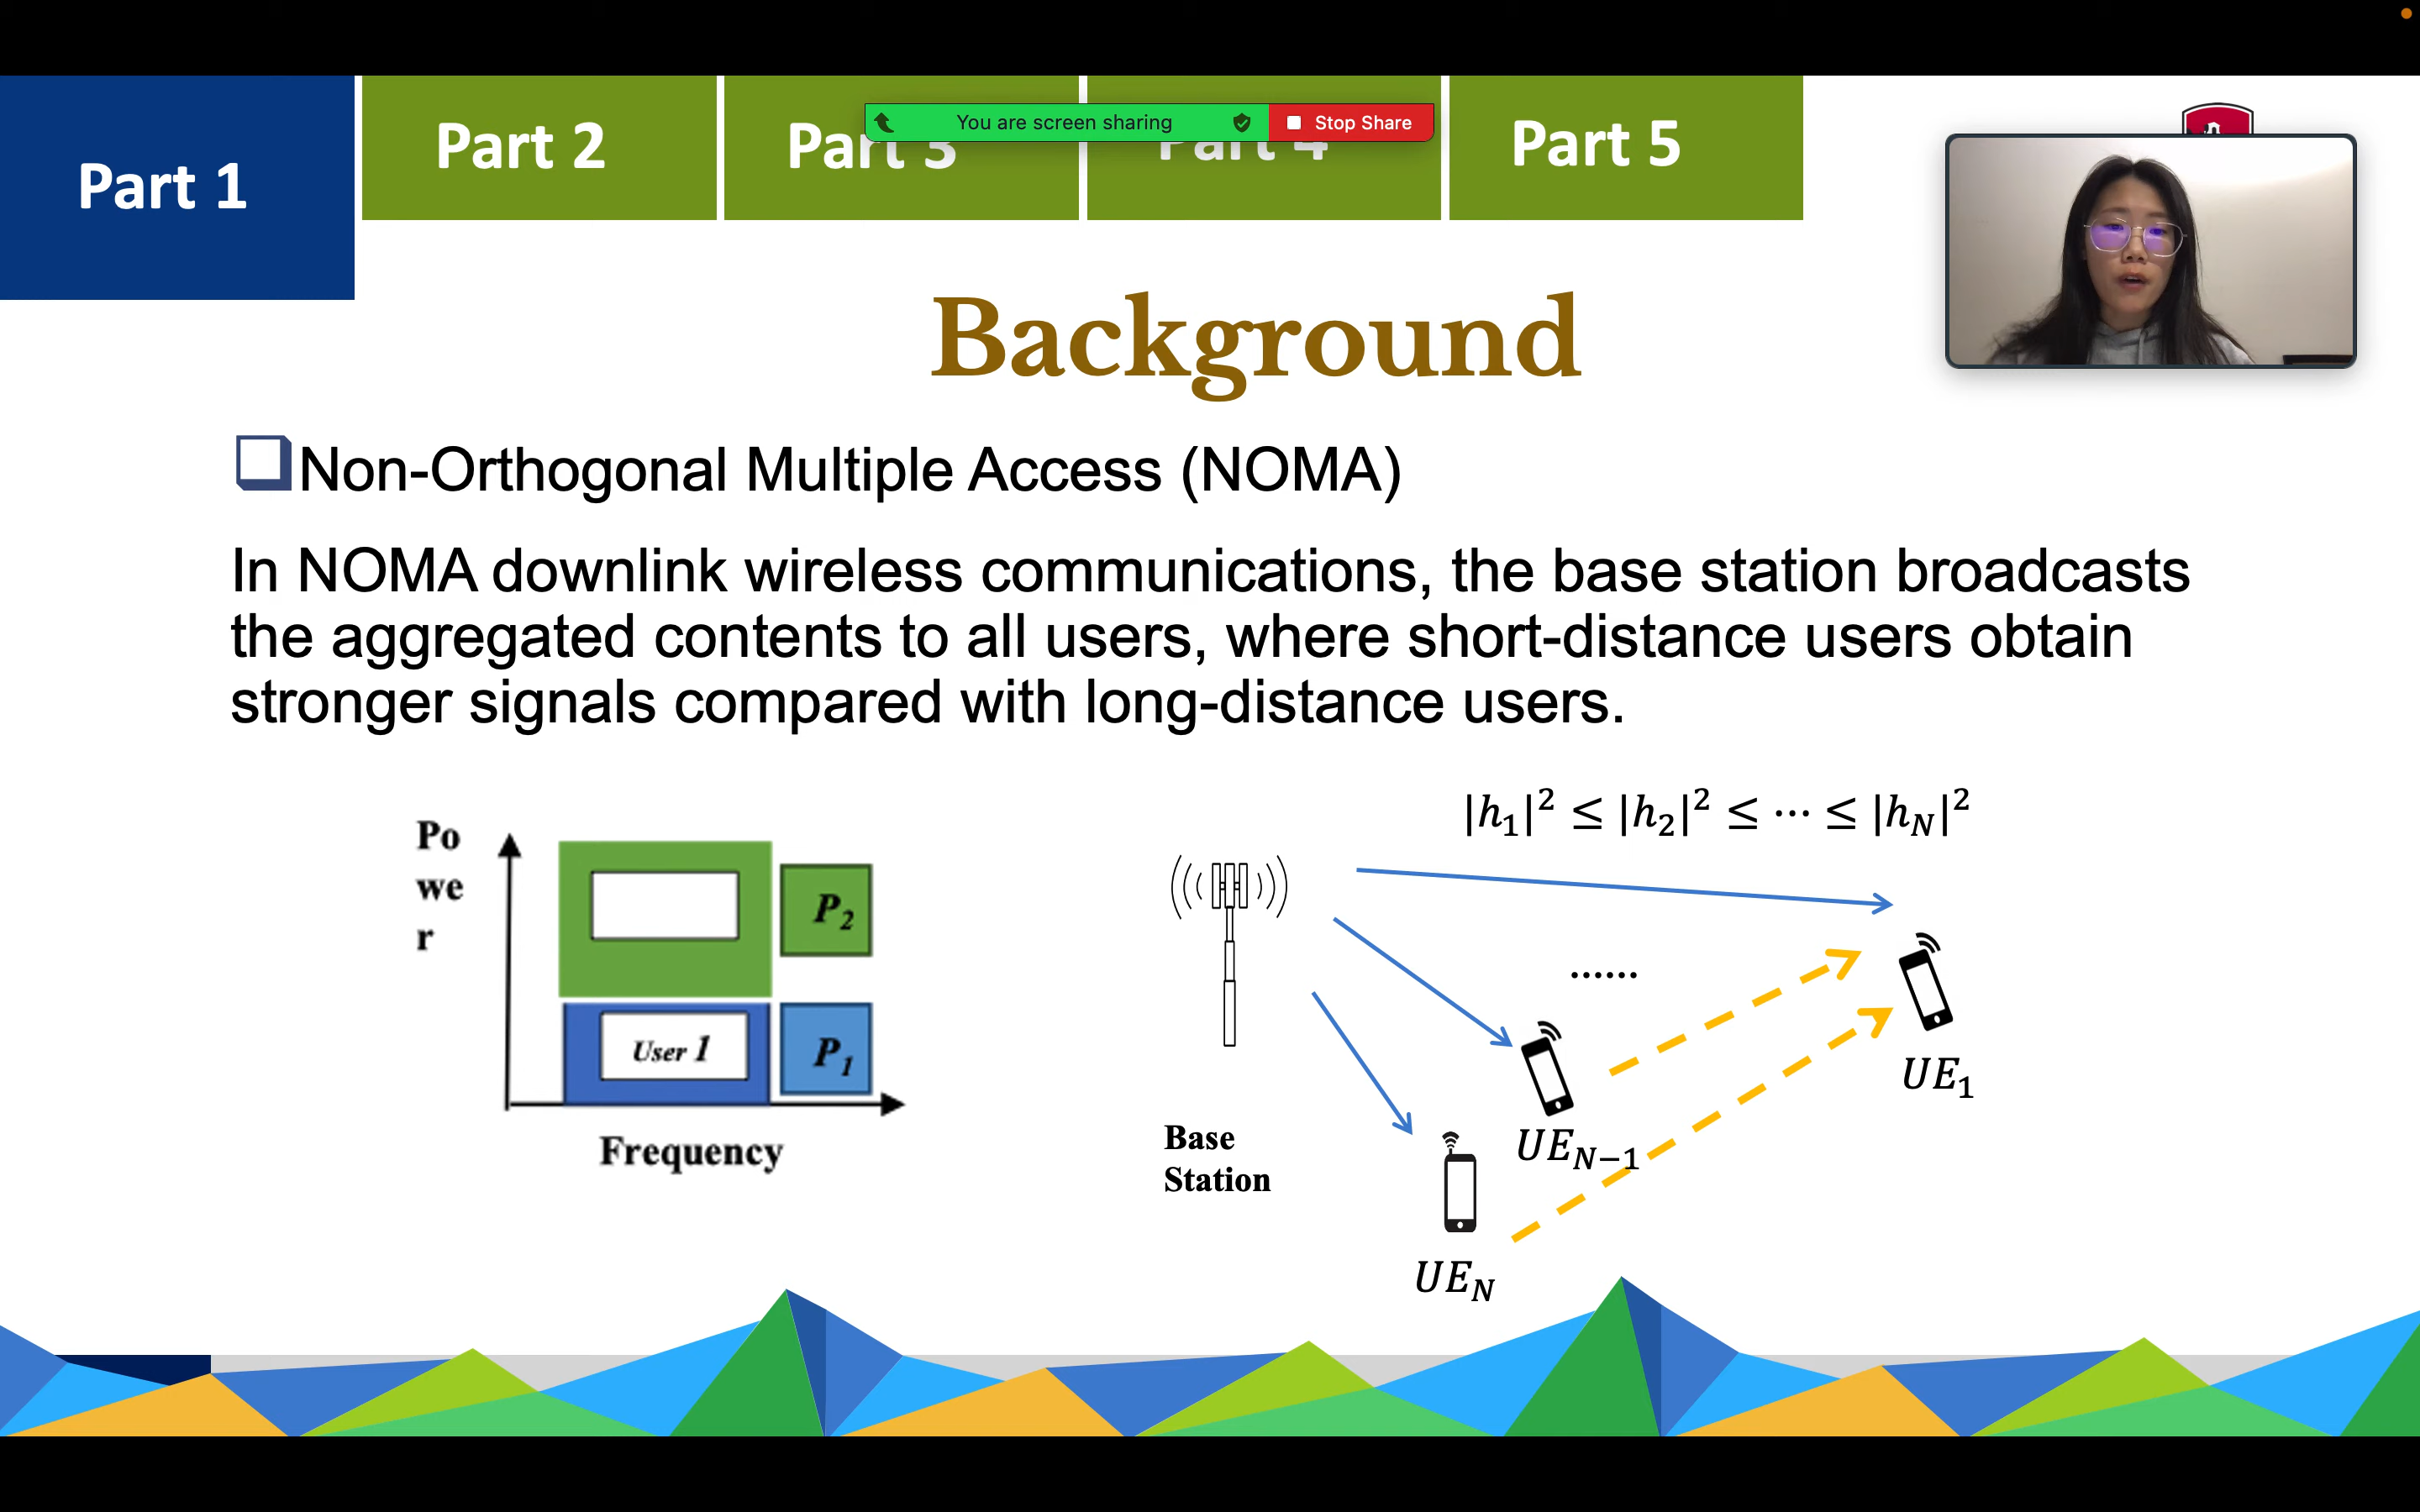 Part 1
Part 2
Part 3
Part 4
Part 5
You are screen sharing
Stop Share
Background
Non-Orthogonal Multiple Access (NOMA)
In NOMA downlink wireless communications, the base station broadcasts
the aggregated contents to all users, where short-distance users obtain
stronger signals compared with long-distance users.
Po
we
r
P₂
User 1
P₁
Frequency
|h₁|² ≤ |h₂|² ≤ ⋯ ≤ |h_N|²
......
UE₁
Base
Station
UE_{N−1}
UE_N